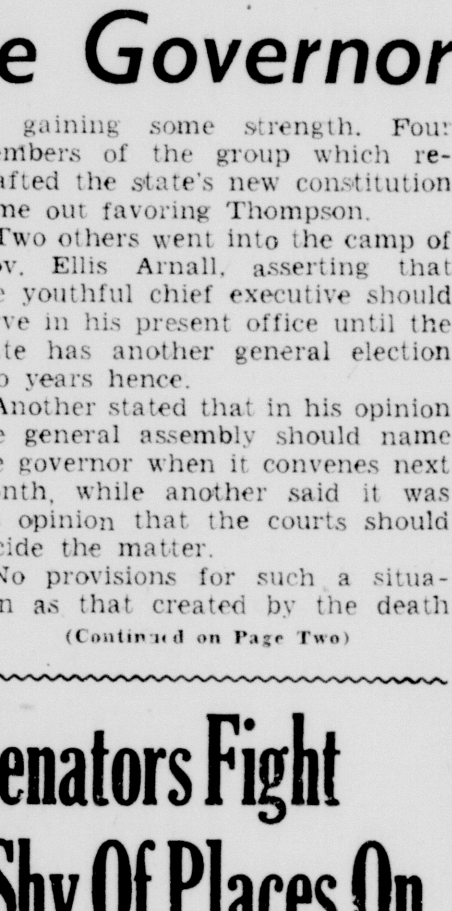 e Governor
gaining some strength. Four
mbers of the group which re-
afted the state's new constitution
me out favoring Thompson.
Two others went into the camp of
ov. Ellis Arnall, asserting that
e youthful chief executive should
ve in his present office until the
te has another general election
o years hence.
Another stated that in his opinion
e general assembly should name
e governor when it convenes next
nth, while another said it was
opinion that the courts should
cide the matter.
No provisions for such a situa-
n as that created by the death
(Continued on Page Two)
enators Fight
Shy Of Places On